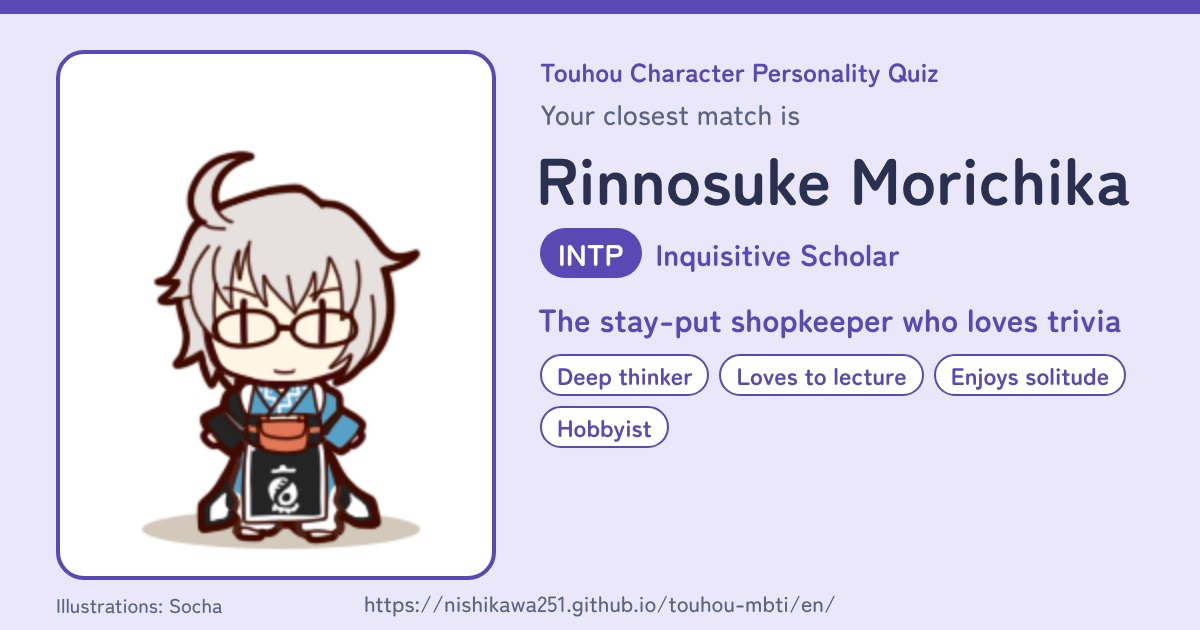 Touhou Character Personality Quiz
Your closest match is
Rinnosuke Morichika
INTP Inquisitive Scholar
The stay-put shopkeeper who loves trivia
Deep thinker Loves to lecture Enjoys solitude
Hobbyist
Illustrations: Socha https://nishikawa251.github.io/touhou-mbti/en/